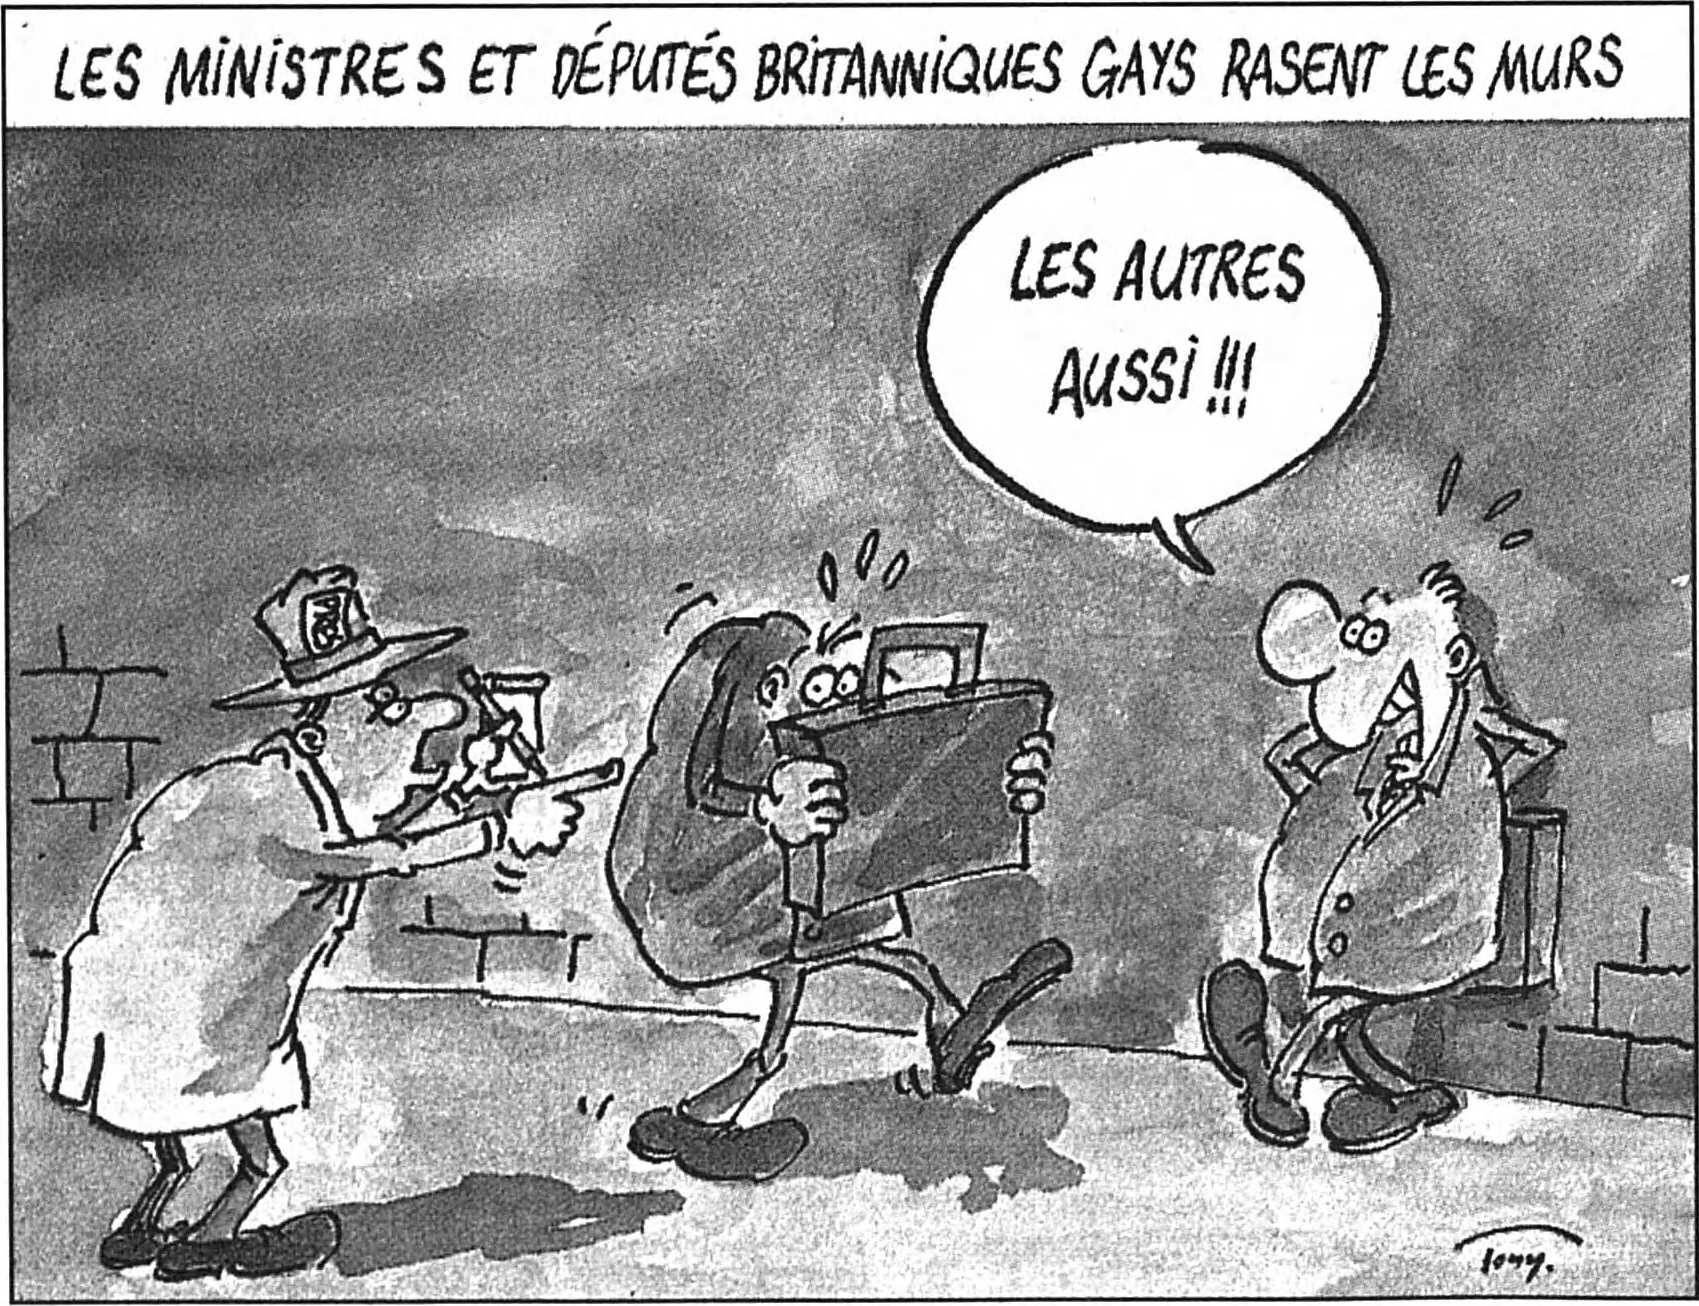 LES MINISTRES ET DÉPUTÉS BRITANNIQUES GAYS RASENT LES MURS
LES AUTRES
AUSSI !!!